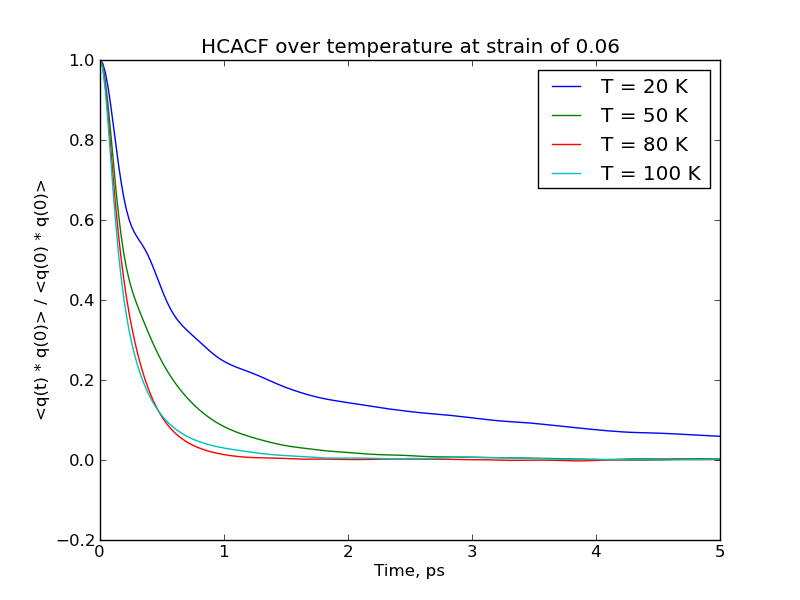 HCACF over temperature at strain of 0.06
<q(t) * q(0)> / <q(0) * q(0)>
1.0
0.8
0.6
0.4
0.2
0.0
−0.2
T = 20 K
T = 50 K
T = 80 K
T = 100 K
0 1 2 3 4 5
Time, ps